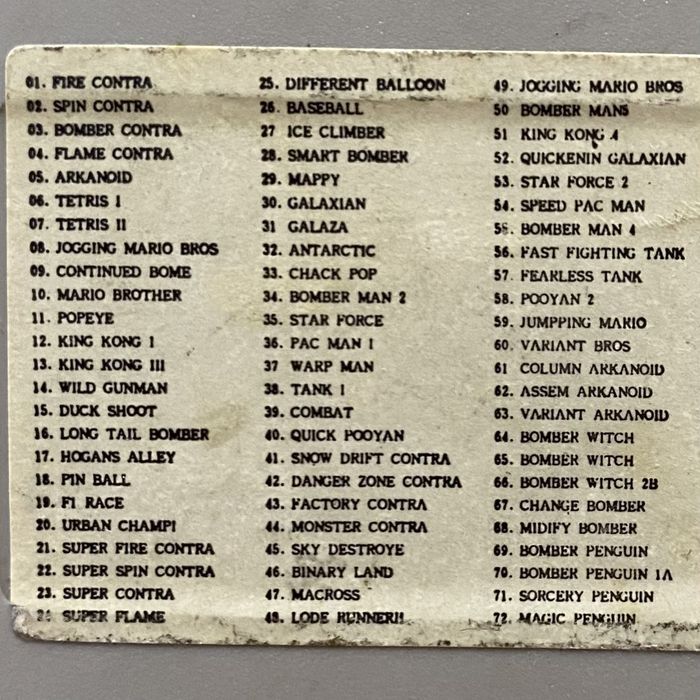 01. FIRE CONTRA
02. SPIN CONTRA
03. BOMBER CONTRA
04. FLAME CONTRA
05. ARKANOID
06. TETRIS I
07. TETRIS II
08. JOGGING MARIO BROS
09. CONTINUED BOME
10. MARIO BROTHER
11. POPEYE
12. KING KONG I
13. KING KONG III
14. WILD GUNMAN
15. DUCK SHOOT
16. LONG TAIL BOMBER
17. HOGANS ALLEY
18. PIN BALL
19. F1 RACE
20. URBAN CHAMPI
21. SUPER FIRE CONTRA
22. SUPER SPIN CONTRA
23. SUPER CONTRA
24 SUPER FLAME
25. DIFFERENT BALLOON
26. BASEBALL
27 ICE CLIMBER
28. SMART BOMBER
29. MAPPY
30. GALAXIAN
31 GALAZA
32. ANTARCTIC
33. CHACK POP
34. BOMBER MAN 2
35. STAR FORCE
36. PAC MAN I
37 WARP MAN
38. TANK I
39. COMBAT
40. QUICK POOYAN
41. SNOW DRIFT CONTRA
42. DANGER ZONE CONTRA
43. FACTORY CONTRA
44. MONSTER CONTRA
45. SKY DESTROYE
46. BINARY LAND
47. MACROSS
48. LODE RUNNERII
49. JOGGING MARIO BROS
50 BOMBER MAN5
51 KING KONG 4
52. QUICKENIN GALAXIAN
53. STAR FORCE 2
54. SPEED PAC MAN
55. BOMBER MAN 4
56. FAST FIGHTING TANK
57. FEARLESS TANK
58. POOYAN 2
59. JUMPPING MARIO
60. VARIANT BROS
61 COLUMN ARKANOID
62. ASSEM ARKANOID
63. VARIANT ARKANOID
64. BOMBER WITCH
65. BOMBER WITCH
66. BOMBER WITCH 2B
67. CHANGE BOMBER
68. MIDIFY BOMBER
69. BOMBER PENGUIN
70. BOMBER PENGUIN 1A
71. SORCERY PENGUIN
72. MAGIC PENGUIN